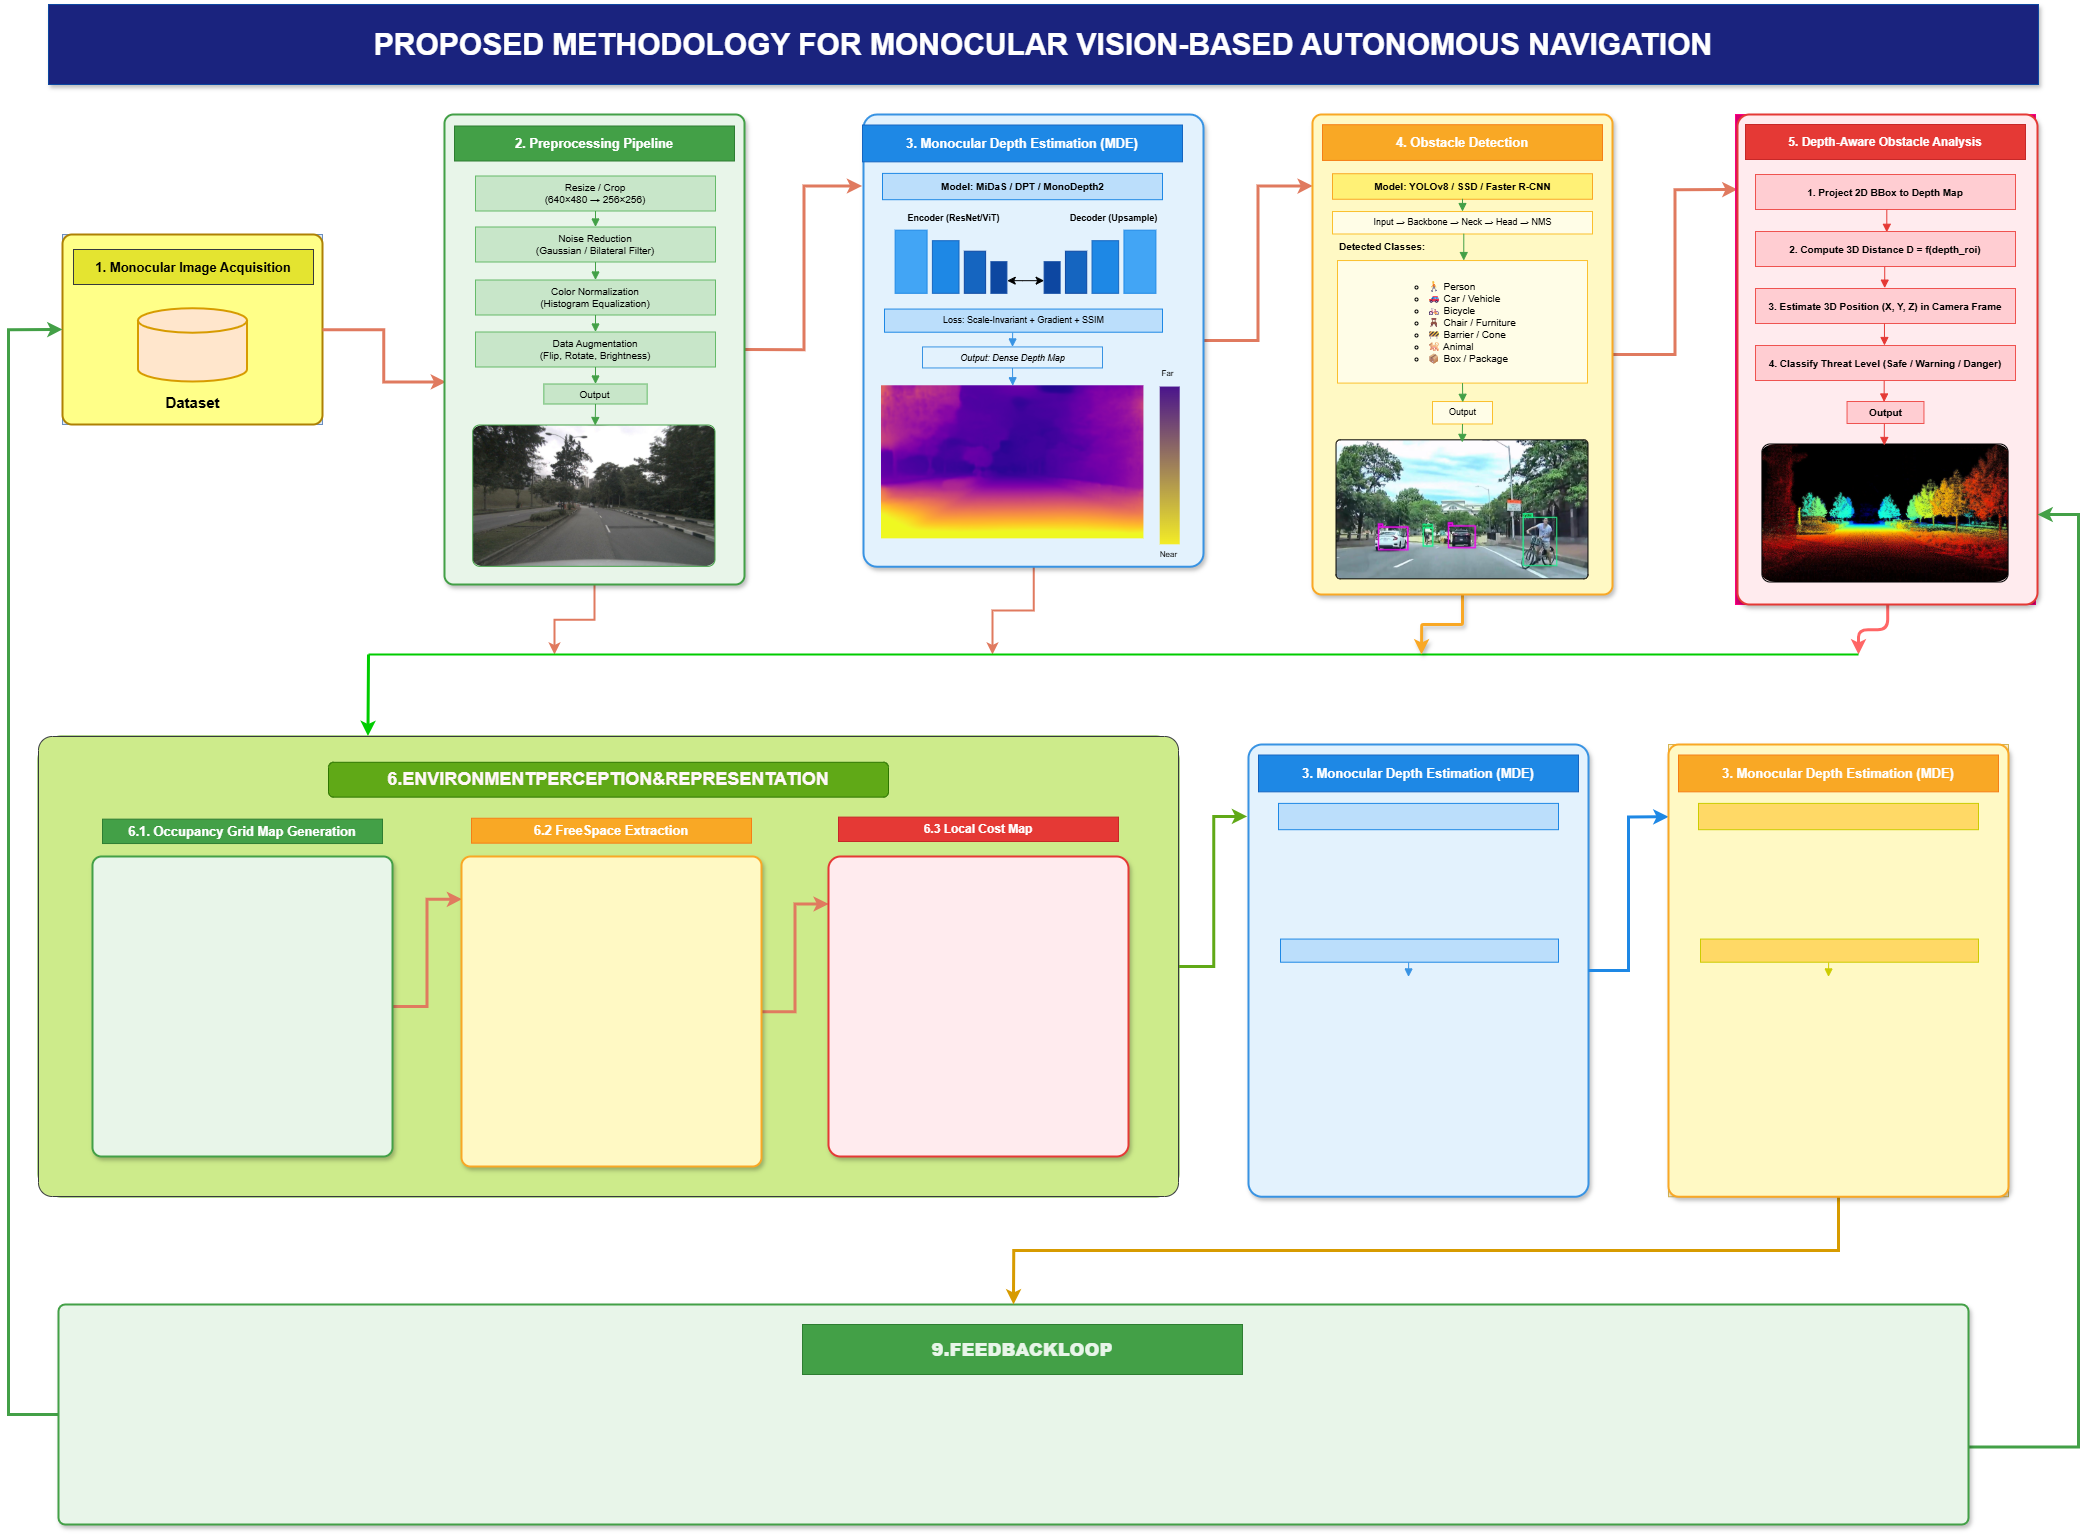 PROPOSED METHODOLOGY FOR MONOCULAR VISION-BASED AUTONOMOUS NAVIGATION
1. Monocular Image Acquisition
Dataset
2. Preprocessing Pipeline
Resize / Crop
(640×480 → 256×256)
Noise Reduction
(Gaussian / Bilateral Filter)
Color Normalization
(Histogram Equalization)
Data Augmentation
(Flip, Rotate, Brightness)
Output
3. Monocular Depth Estimation (MDE)
Model: MiDaS / DPT / MonoDepth2
Encoder (ResNet/ViT)
Decoder (Upsample)
Loss: Scale-Invariant + Gradient + SSIM
Output: Dense Depth Map
Far
Near
4. Obstacle Detection
Model: YOLOv8 / SSD / Faster R-CNN
Input → Backbone → Neck → Head → NMS
Detected Classes:
Person
Car / Vehicle
Bicycle
Chair / Furniture
Barrier / Cone
Animal
Box / Package
Output
5. Depth-Aware Obstacle Analysis
1. Project 2D BBox to Depth Map
2. Compute 3D Distance D = f(depth_roi)
3. Estimate 3D Position (X, Y, Z) in Camera Frame
4. Classify Threat Level (Safe / Warning / Danger)
Output
6.ENVIRONMENTPERCEPTION&REPRESENTATION
6.1. Occupancy Grid Map Generation
6.2 FreeSpace Extraction
6.3 Local Cost Map
3. Monocular Depth Estimation (MDE)
3. Monocular Depth Estimation (MDE)
9.FEEDBACKLOOP